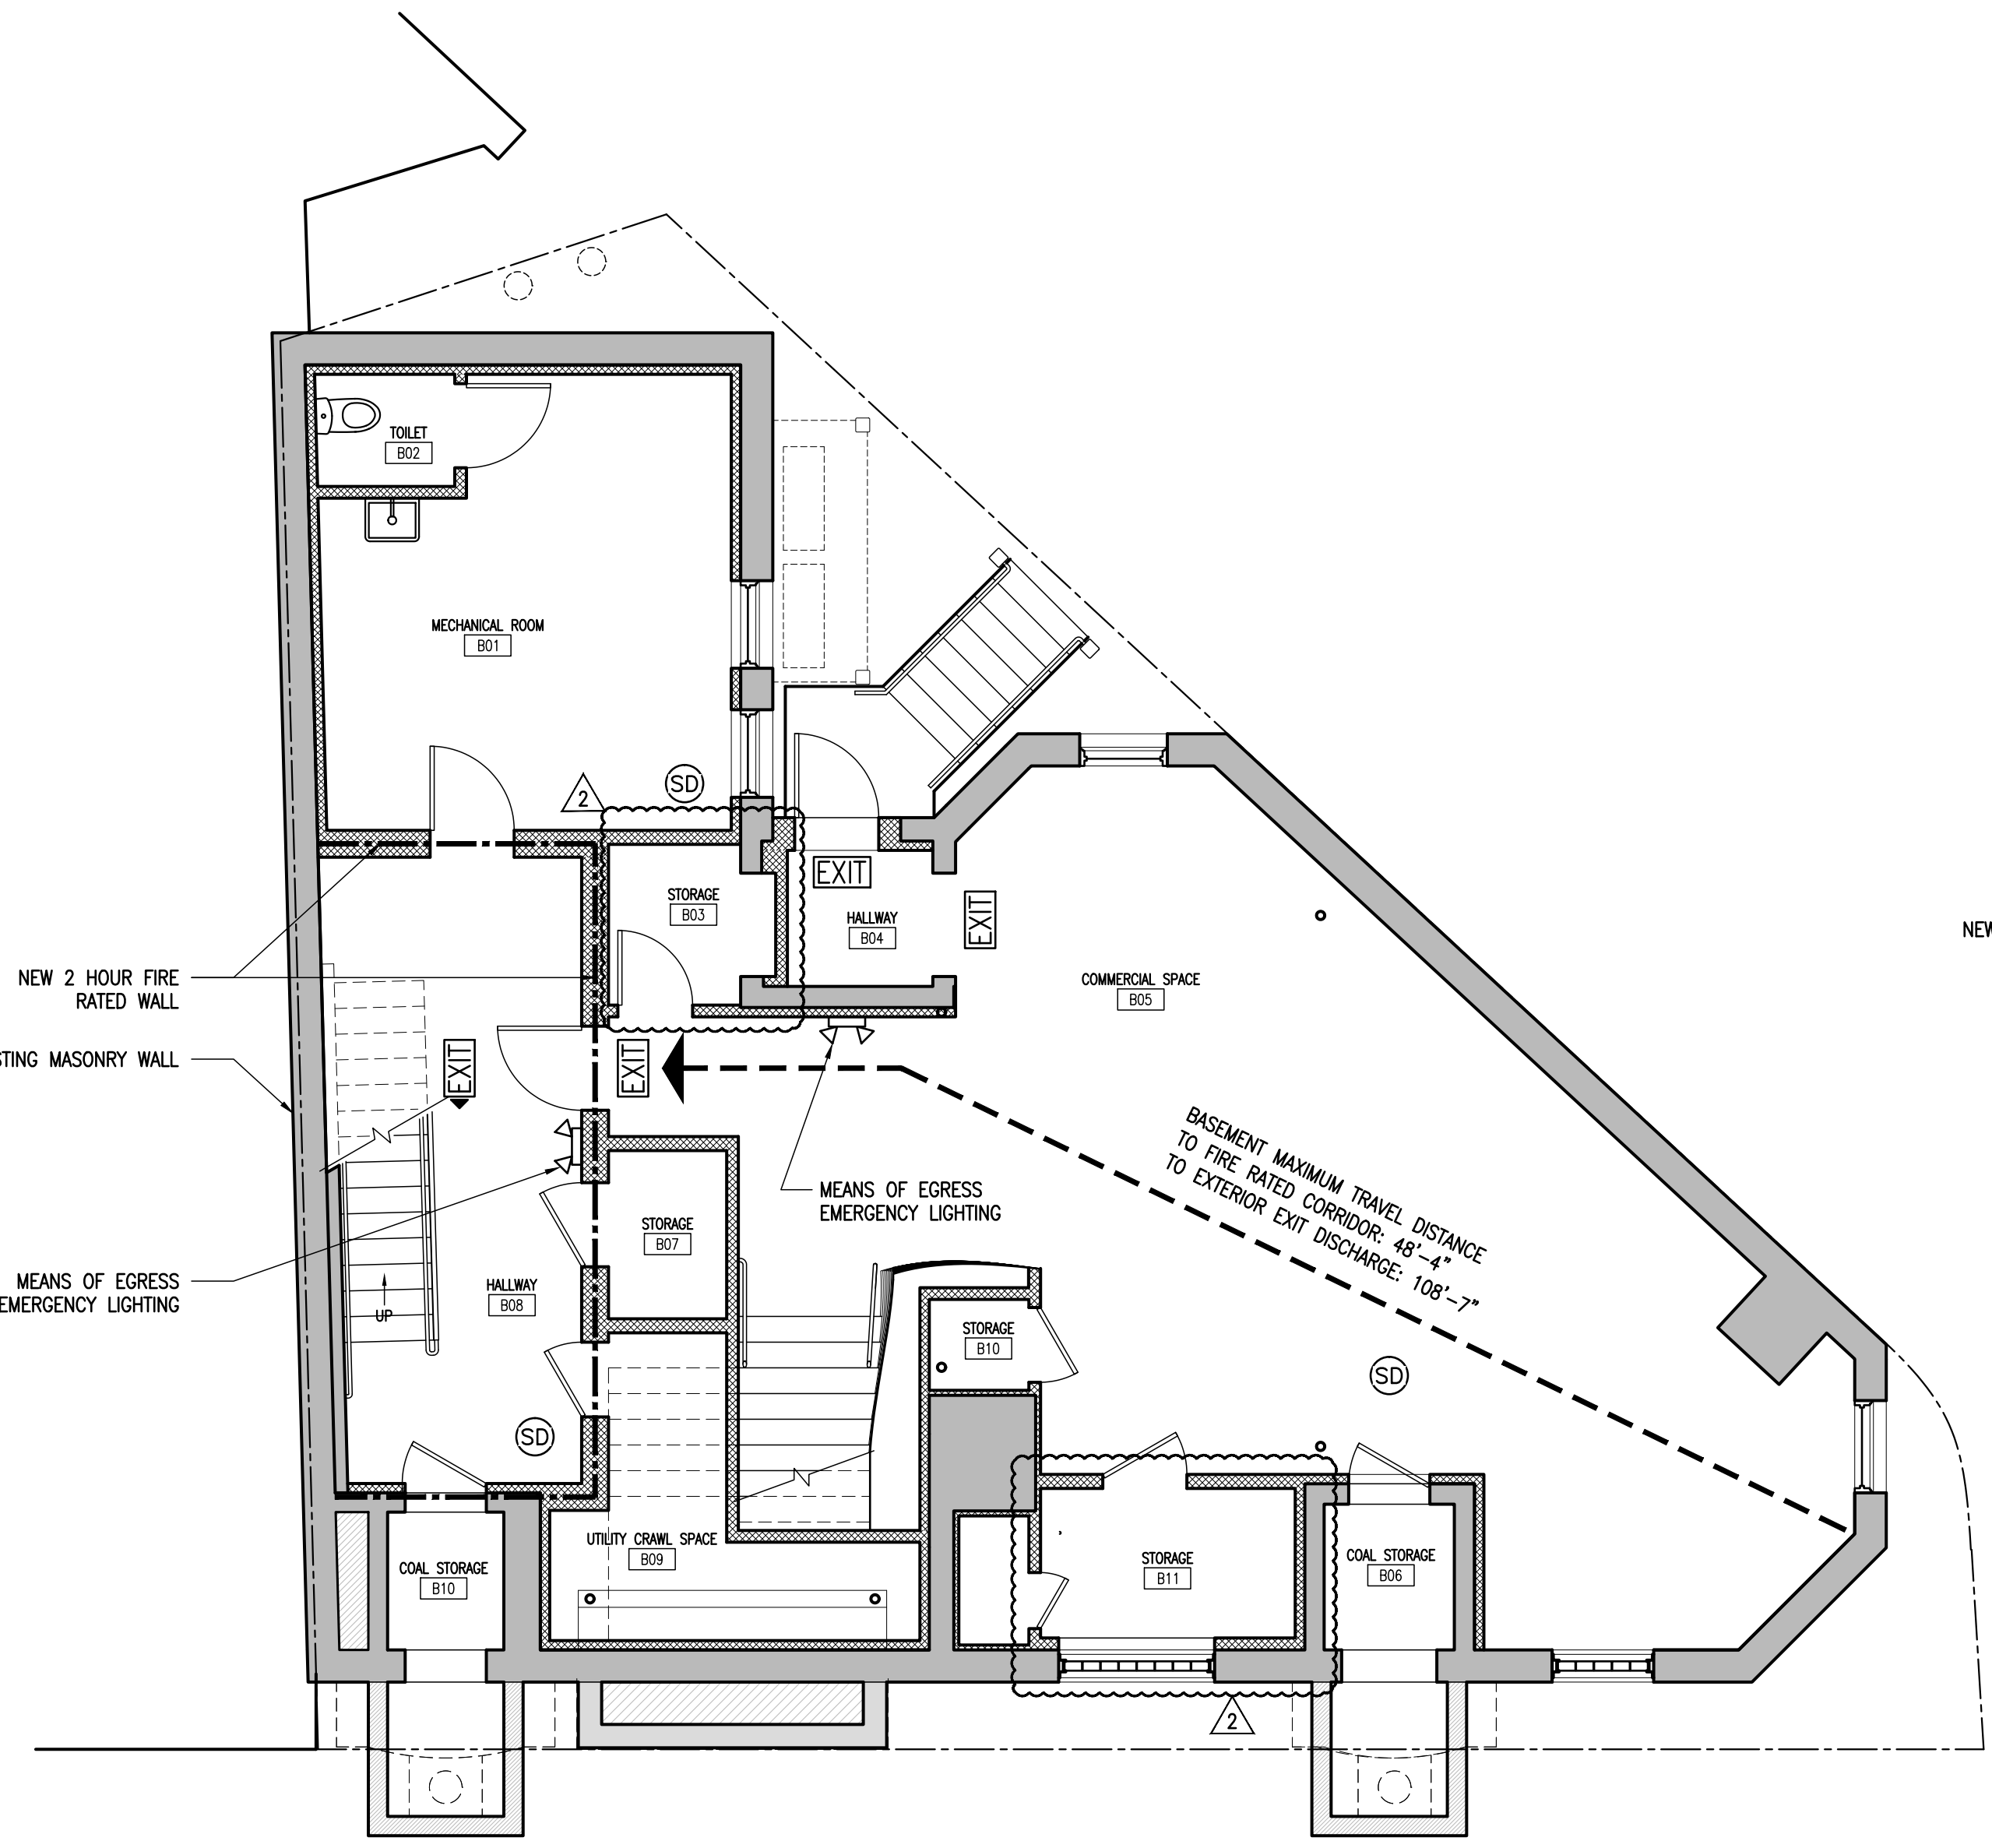 TOILET
B02
MECHANICAL ROOM
B01
2
SD
STORAGE
B03
EXIT
HALLWAY
B04
EXIT
COMMERCIAL SPACE
B05
NEW 2 HOUR FIRE
RATED WALL
STING MASONRY WALL
EXIT
EXIT
MEANS OF EGRESS
EMERGENCY LIGHTING
BASEMENT MAXIMUM TRAVEL DISTANCE
TO FIRE RATED CORRIDOR: 48'-4"
TO EXTERIOR EXIT DISCHARGE: 108'-7"
STORAGE
B07
MEANS OF EGRESS
EMERGENCY LIGHTING
UP
HALLWAY
B08
STORAGE
B10
SD
SD
UTILITY CRAWL SPACE
B09
COAL STORAGE
B10
STORAGE
B11
COAL STORAGE
B06
2
NEW